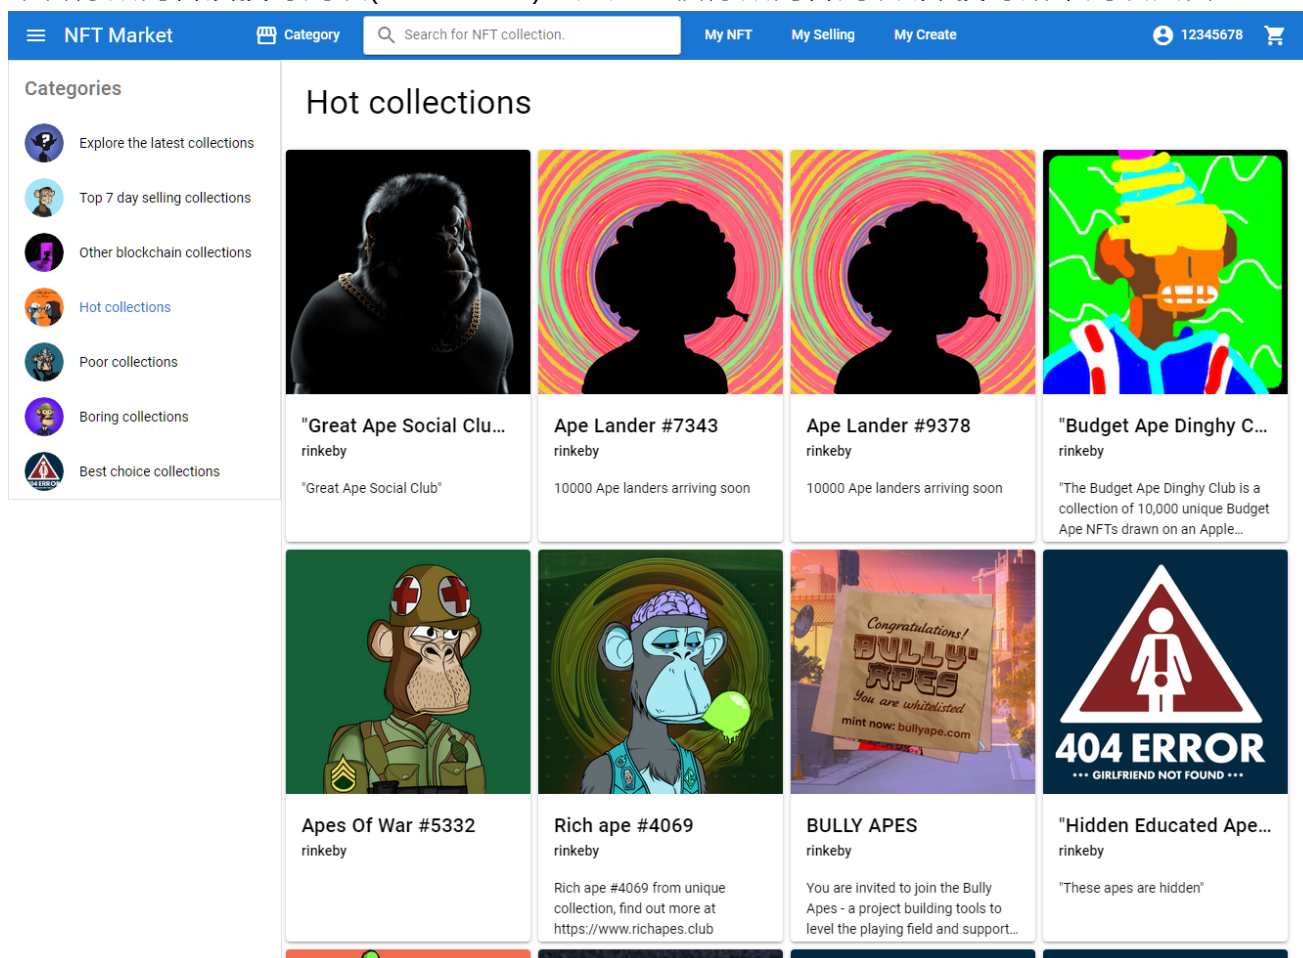 NFT Market
Category
Search for NFT collection.
My NFT
My Selling
My Create
12345678
Categories
Explore the latest collections
Top 7 day selling collections
Other blockchain collections
Hot collections
Poor collections
Boring collections
Best choice collections
Hot collections
"Great Ape Social Clu...
rinkeby
"Great Ape Social Club"
Ape Lander #7343
rinkeby
10000 Ape landers arriving soon
Ape Lander #9378
rinkeby
10000 Ape landers arriving soon
"Budget Ape Dinghy C...
rinkeby
"The Budget Ape Dinghy Club is a
collection of 10,000 unique Budget
Ape NFTs drawn on an Apple...
Apes Of War #5332
rinkeby
Rich ape #4069
rinkeby
Rich ape #4069 from unique
collection, find out more at
https://www.richapes.club
Congratulations!
BULLY
APES
You are whitelisted
mint now: bullyape.com
BULLY APES
rinkeby
You are invited to join the Bully
Apes - a project building tools to
level the playing field and support...
404 ERROR
••• GIRLFRIEND NOT FOUND •••
"Hidden Educated Ape...
rinkeby
"These apes are hidden"